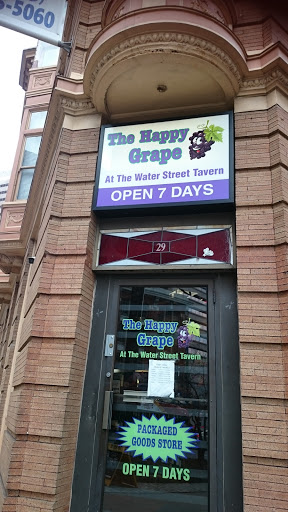 -5060
The Happy
Grape
At The Water Street Tavern
OPEN 7 DAYS
29
The Happy
Grape
At The Water Street Tavern
PACKAGED
GOODS STORE
OPEN 7 DAYS